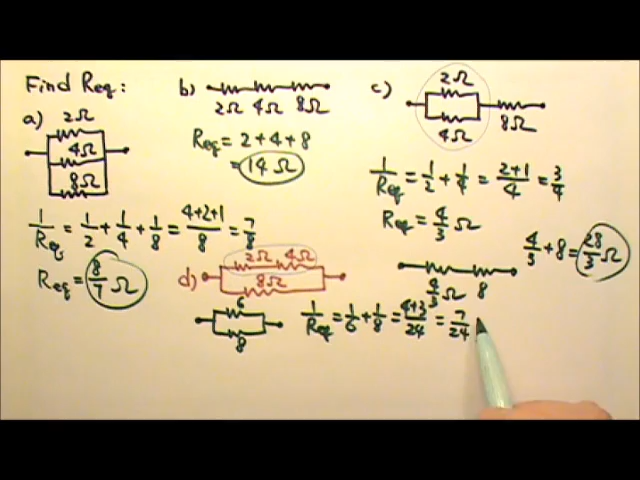 Find Req:
a)
2Ω
4Ω
8Ω
1/Req = 1/2 + 1/4 + 1/8 = 4+2+1/8 = 7/8
Req = 8/7 Ω
b)
2Ω 4Ω 8Ω
Req = 2+4+8
= 14 Ω
c)
2Ω
4Ω
8Ω
1/Req = 1/2 + 1/4 = 2+1/4 = 3/4
Req = 4/3 Ω
4/3 + 8 = 28/3 Ω
4/3 Ω 8
d)
2Ω 4Ω
8Ω
6
8
1/Req = 1/6 + 1/8 = 4+3/24 = 7/24